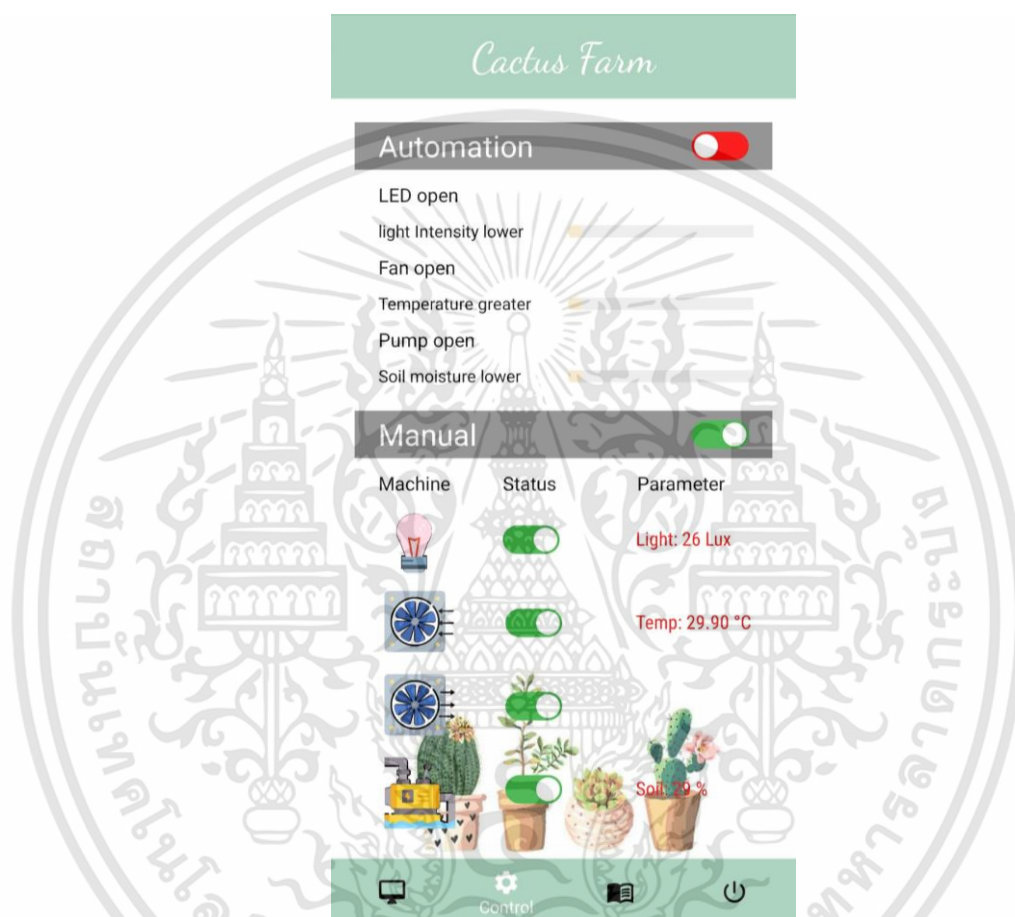 Cactus Farm
Automation
LED open
light Intensity lower
Fan open
Temperature greater
Pump open
Soil moisture lower
Manual
Machine Status Parameter
Light: 26 Lux
Temp: 29.90 °C
Soil: 29 %
Control